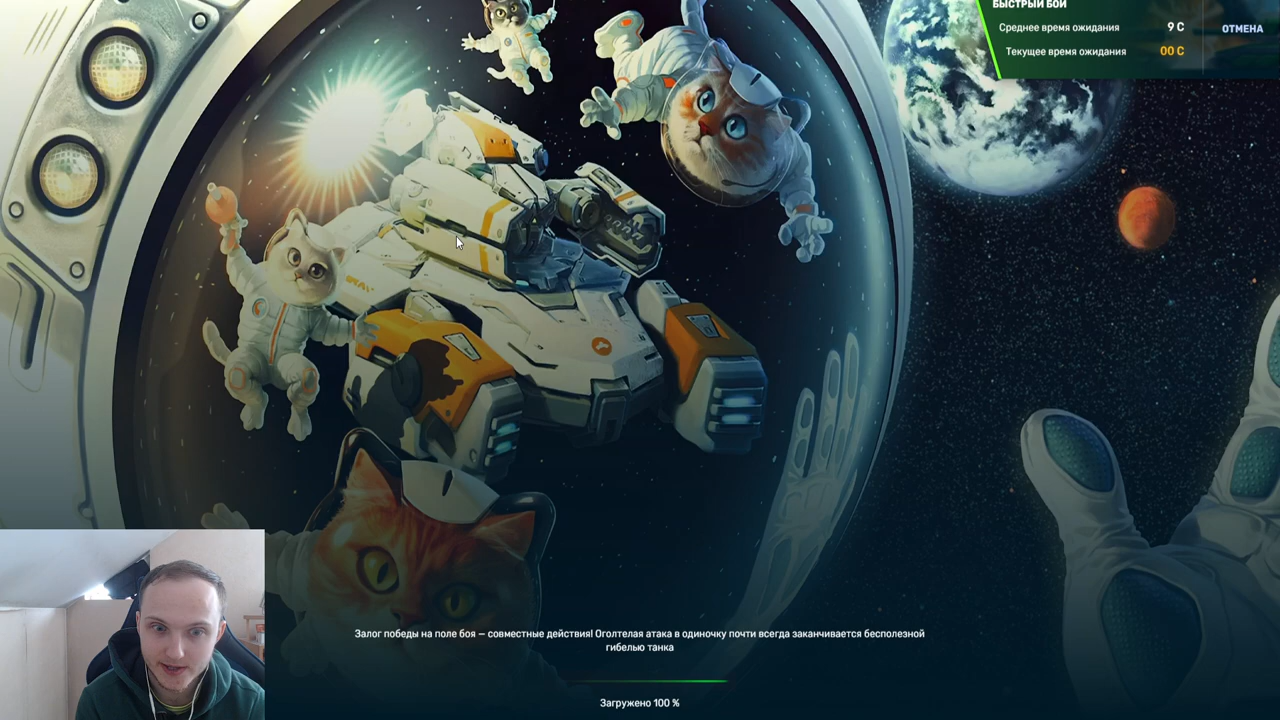 БЫСТРЫЙ БОЙ
Среднее время ожидания 9 С
ОТМЕНА
Текущее время ожидания 00 С
Залог победы на поле боя — совместные действия! Оголтелая атака в одиночку почти всегда заканчивается бесполезной
гибелью танка
Загружено 100 %